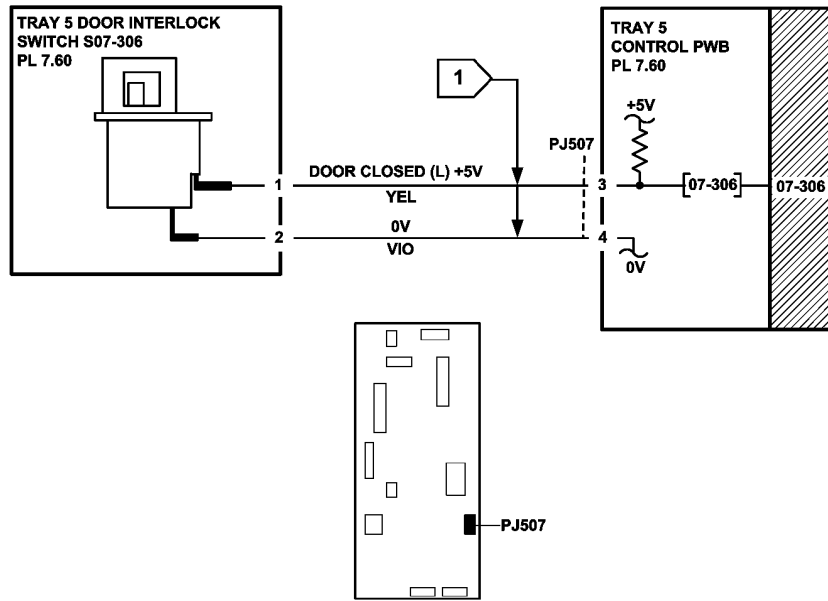 TRAY 5 DOOR INTERLOCK
SWITCH S07-306
PL 7.60
1
TRAY 5
CONTROL PWB
PL 7.60
+5V
PJ507
1
DOOR CLOSED (L) +5V
YEL
3
[07-306]
07-306
2
0V
VIO
4
0V
PJ507